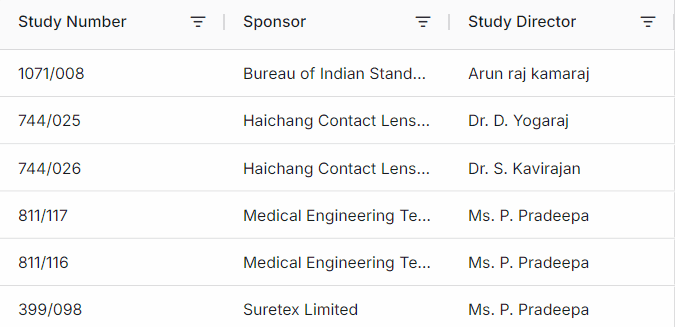 Study Number Sponsor Study Director
1071/008 Bureau of Indian Stand... Arun raj kamaraj
744/025 Haichang Contact Lens... Dr. D. Yogaraj
744/026 Haichang Contact Lens... Dr. S. Kavirajan
811/117 Medical Engineering Te... Ms. P. Pradeepa
811/116 Medical Engineering Te... Ms. P. Pradeepa
399/098 Suretex Limited Ms. P. Pradeepa